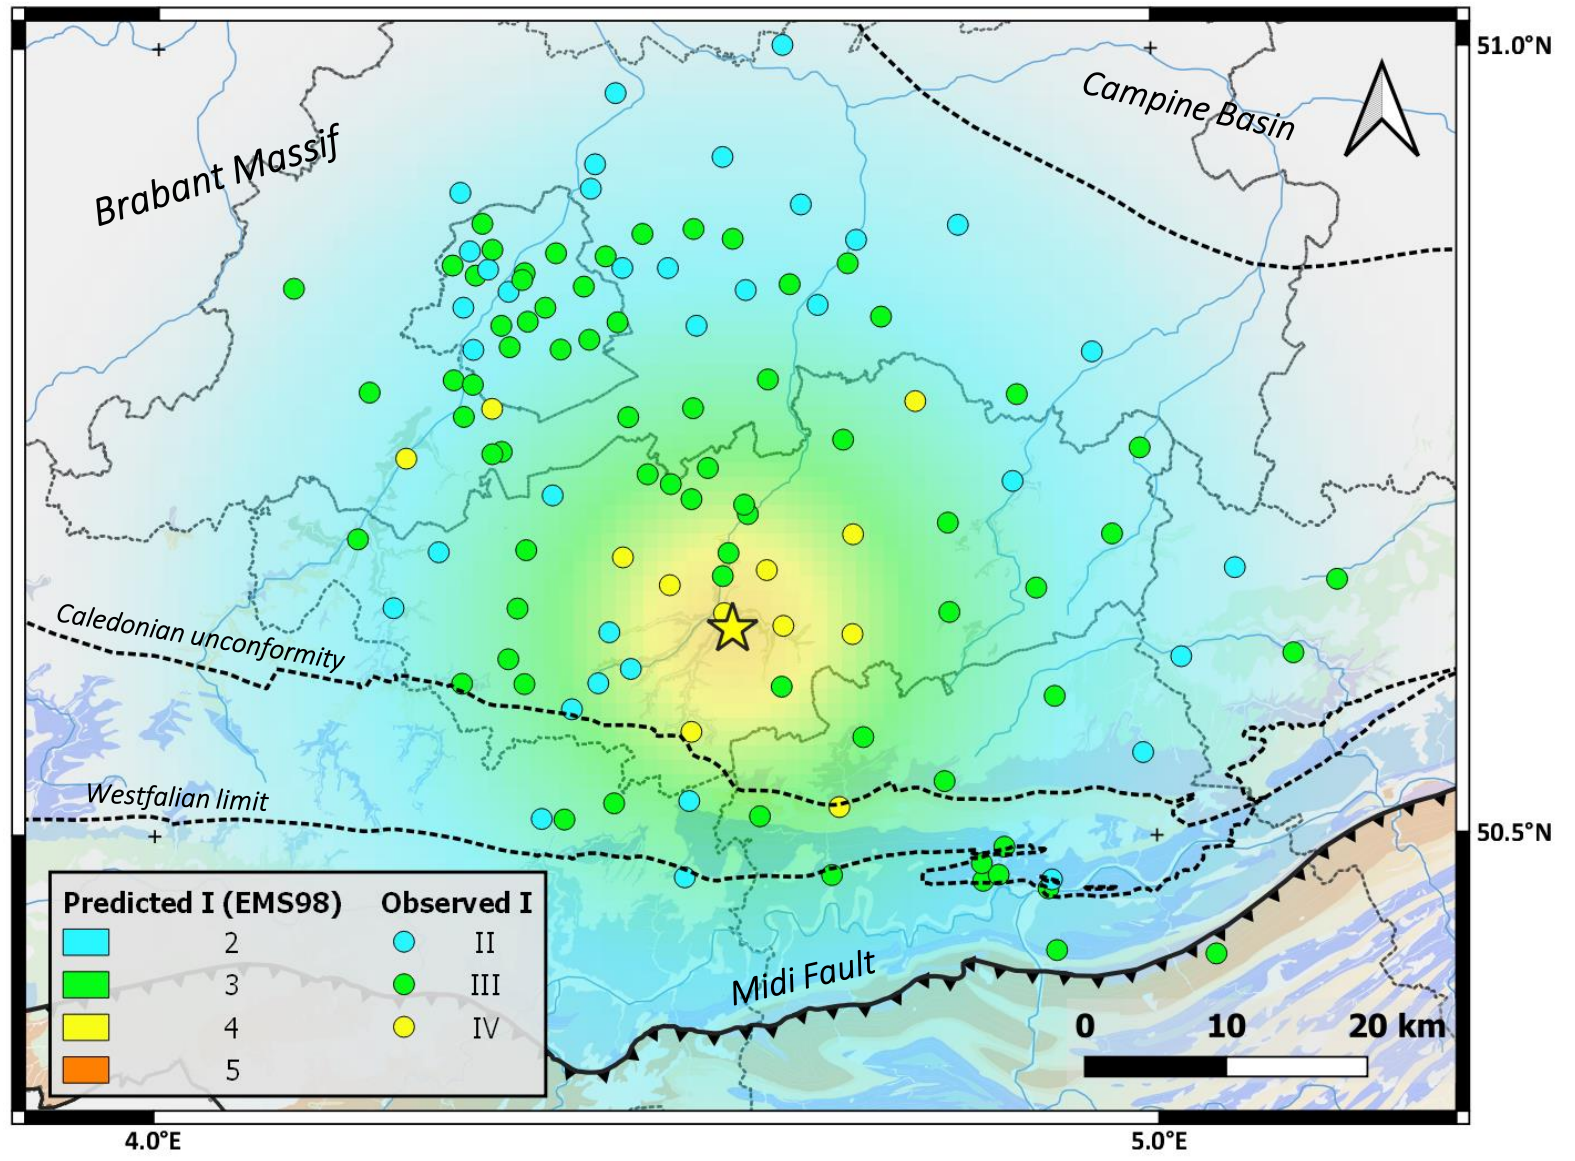 51.0°N
Campine Basin
Brabant Massif
Caledonian unconformity
Westfalian limit
50.5°N
Predicted I (EMS98) Observed I
2 II
3 III
4 IV
5
Midi Fault
0 10 20 km
4.0°E 5.0°E